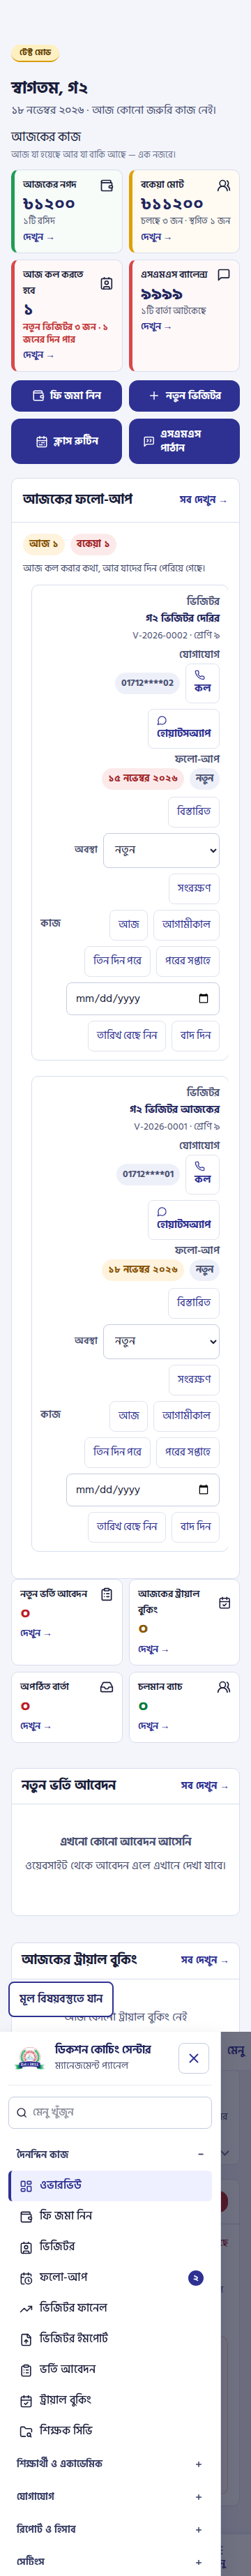 টেস্ট মোড
স্বাগতম, গ২
১৮ নভেম্বর ২০২৬ · আজ কোনো জরুরি কাজ নেই।
আজকের কাজ
আজ যা হয়েছে আর যা বাকি আছে — এক নজরে।
আজকের নগদ
৳১২০০
১টি রসিদ
দেখুন →
বকেয়া মোট
৳১১২০০
চলছে ৩ জন · স্থগিত ১ জন
দেখুন →
আজ কল করতে হবে
১
নতুন ভিজিটর ৩ জন · ১ জনের দিন পার
দেখুন →
এসএমএস ব্যালেন্স
৯৯৯৯
১টি বার্তা আটকেছে
দেখুন →
ফি জমা নিন
নতুন ভিজিটর
ক্লাস রুটিন
এসএমএস পাঠান
আজকের ফলো-আপ
সব দেখুন →
আজ ১
বকেয়া ১
আজ কল করার কথা, আর যাদের দিন পেরিয়ে গেছে।
ভিজিটর
গ২ ভিজিটর দেরির
V-2026-0002 · শ্রেণি ৯
যোগাযোগ
01712****02
কল
হোয়াটসঅ্যাপ
ফলো-আপ
১৫ নভেম্বর ২০২৬
নতুন
বিস্তারিত
অবস্থা
নতুন
সংরক্ষণ
কাজ
আজ
আগামীকাল
তিন দিন পরে
পরের সপ্তাহে
mm/dd/yyyy
তারিখ বেছে নিন
বাদ দিন
ভিজিটর
গ২ ভিজিটর আজকের
V-2026-0001 · শ্রেণি ৯
যোগাযোগ
01712****01
কল
হোয়াটসঅ্যাপ
ফলো-আপ
১৮ নভেম্বর ২০২৬
নতুন
বিস্তারিত
অবস্থা
নতুন
সংরক্ষণ
কাজ
আজ
আগামীকাল
তিন দিন পরে
পরের সপ্তাহে
mm/dd/yyyy
তারিখ বেছে নিন
বাদ দিন
নতুন ভর্তি আবেদন
০
দেখুন →
আজকের ট্রায়াল বুকিং
০
দেখুন →
অপঠিত বার্তা
০
দেখুন →
চলমান ব্যাচ
০
দেখুন →
নতুন ভর্তি আবেদন
সব দেখুন →
এখনো কোনো আবেদন আসেনি
ওয়েবসাইট থেকে আবেদন এলে এখানে দেখা যাবে।
আজকের ট্রায়াল বুকিং
সব দেখুন →
মূল বিষয়বস্তুতে যান
ট্রায়াল বুকিং নেই
ডিকশন কোচিং সেন্টার
ম্যানেজমেন্ট প্যানেল
মেনু
মেনু খুঁজুন
দৈনন্দিন কাজ
ওভারভিউ
ফি জমা নিন
ভিজিটর
ফলো-আপ
২
ভিজিটর ফানেল
ভিজিটর ইমপোর্ট
ভর্তি আবেদন
ট্রায়াল বুকিং
শিক্ষক সিভি
শিক্ষার্থী ও একাডেমিক
যোগাযোগ
রিপোর্ট ও হিসাব
সেটিংস